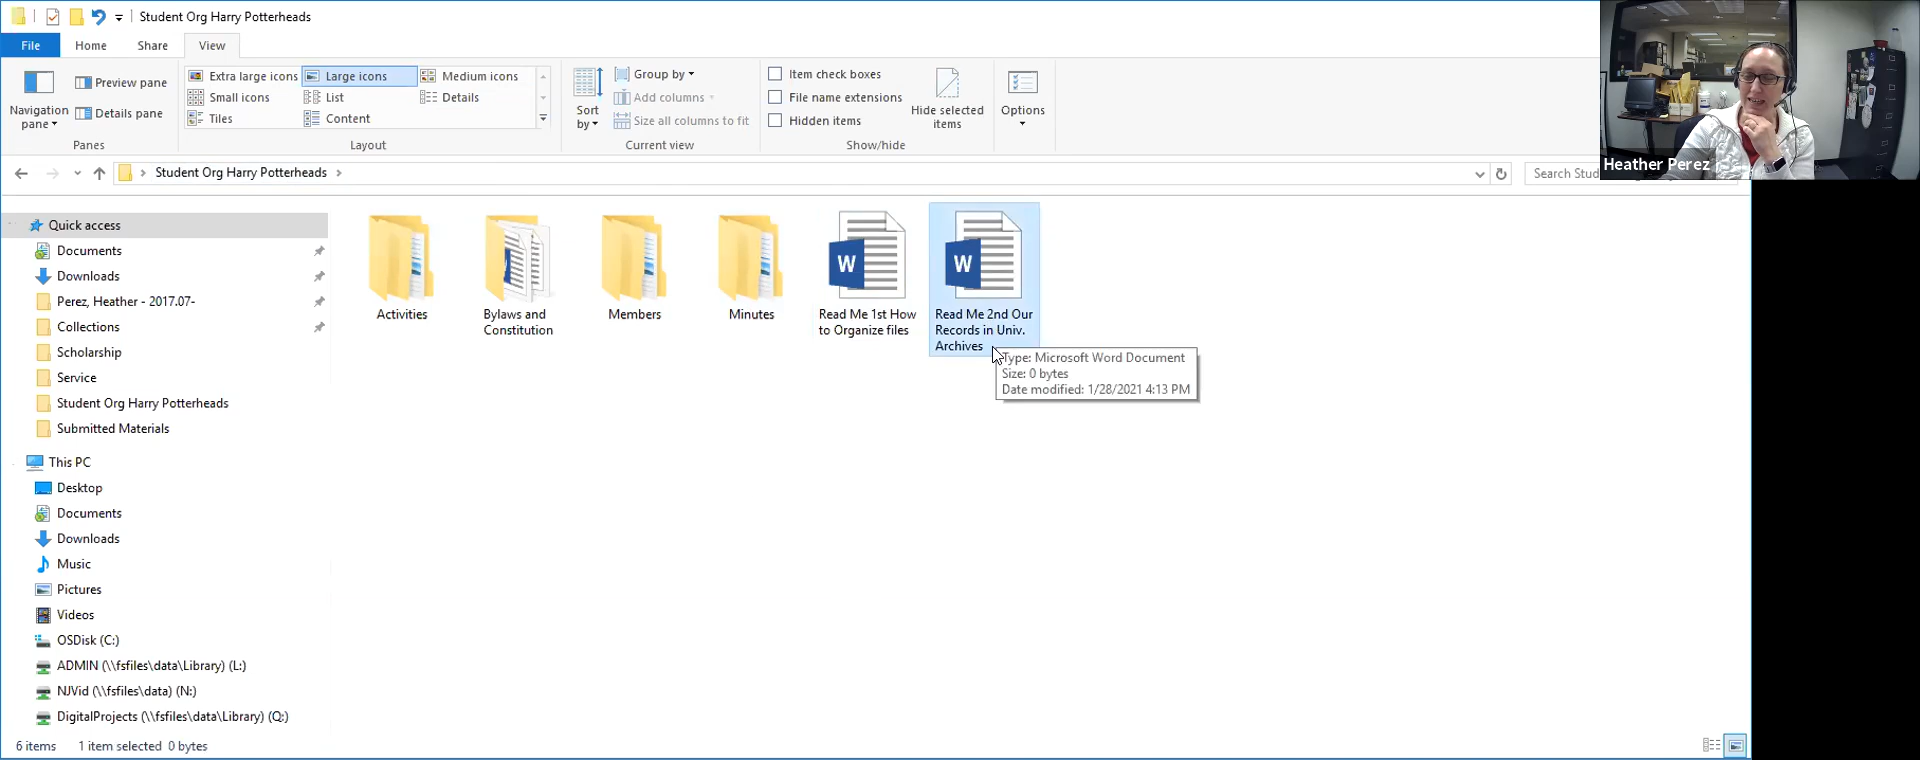 Student Org Harry Potterheads
File Home Share View
Navigation pane
Preview pane
Details pane
Panes
Extra large icons Large icons Medium icons
Small icons List Details
Tiles Content
Layout
Sort by
Group by
Add columns
Size all columns to fit
Current view
Item check boxes
File name extensions
Hidden items
Hide selected items
Show/hide
Options
Heather Perez
Student Org Harry Potterheads
Search Stud
Quick access
Documents
Downloads
Perez, Heather - 2017.07-
Collections
Scholarship
Service
Student Org Harry Potterheads
Submitted Materials
This PC
Desktop
Documents
Downloads
Music
Pictures
Videos
OSDisk (C:)
ADMIN (\\fsfiles\data\Library) (L:)
NJVid (\\fsfiles\data) (N:)
DigitalProjects (\\fsfiles\data\Library) (Q:)
Activities
Bylaws and
Constitution
Members
Minutes
W
Read Me 1st How
to Organize files
W
Read Me 2nd Our
Records in Univ.
Archives
Type: Microsoft Word Document
Size: 0 bytes
Date modified: 1/28/2021 4:13 PM
6 items 1 item selected 0 bytes